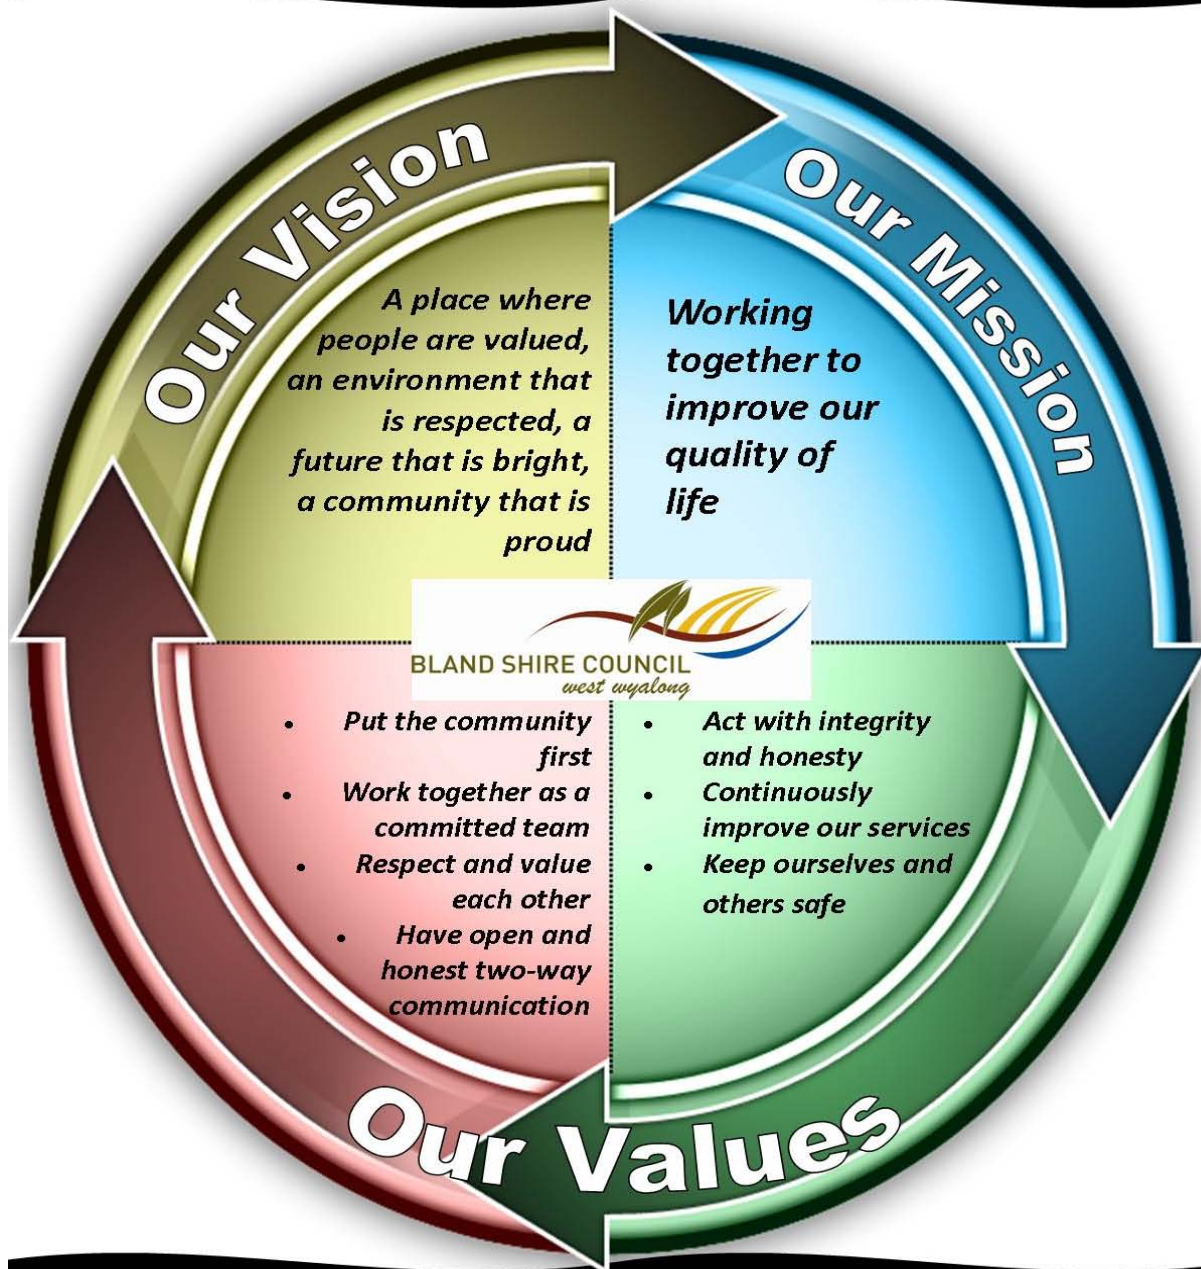 Our Vision
A place where
people are valued,
an environment that
is respected, a
future that is bright,
a community that is
proud
Our Mission
Working
together to
improve our
quality of
life
BLAND SHIRE COUNCIL
west wyalong
• Put the community
first
• Work together as a
committed team
• Respect and value
each other
• Have open and
honest two-way
communication
• Act with integrity
and honesty
• Continuously
improve our services
• Keep ourselves and
others safe
Our Values